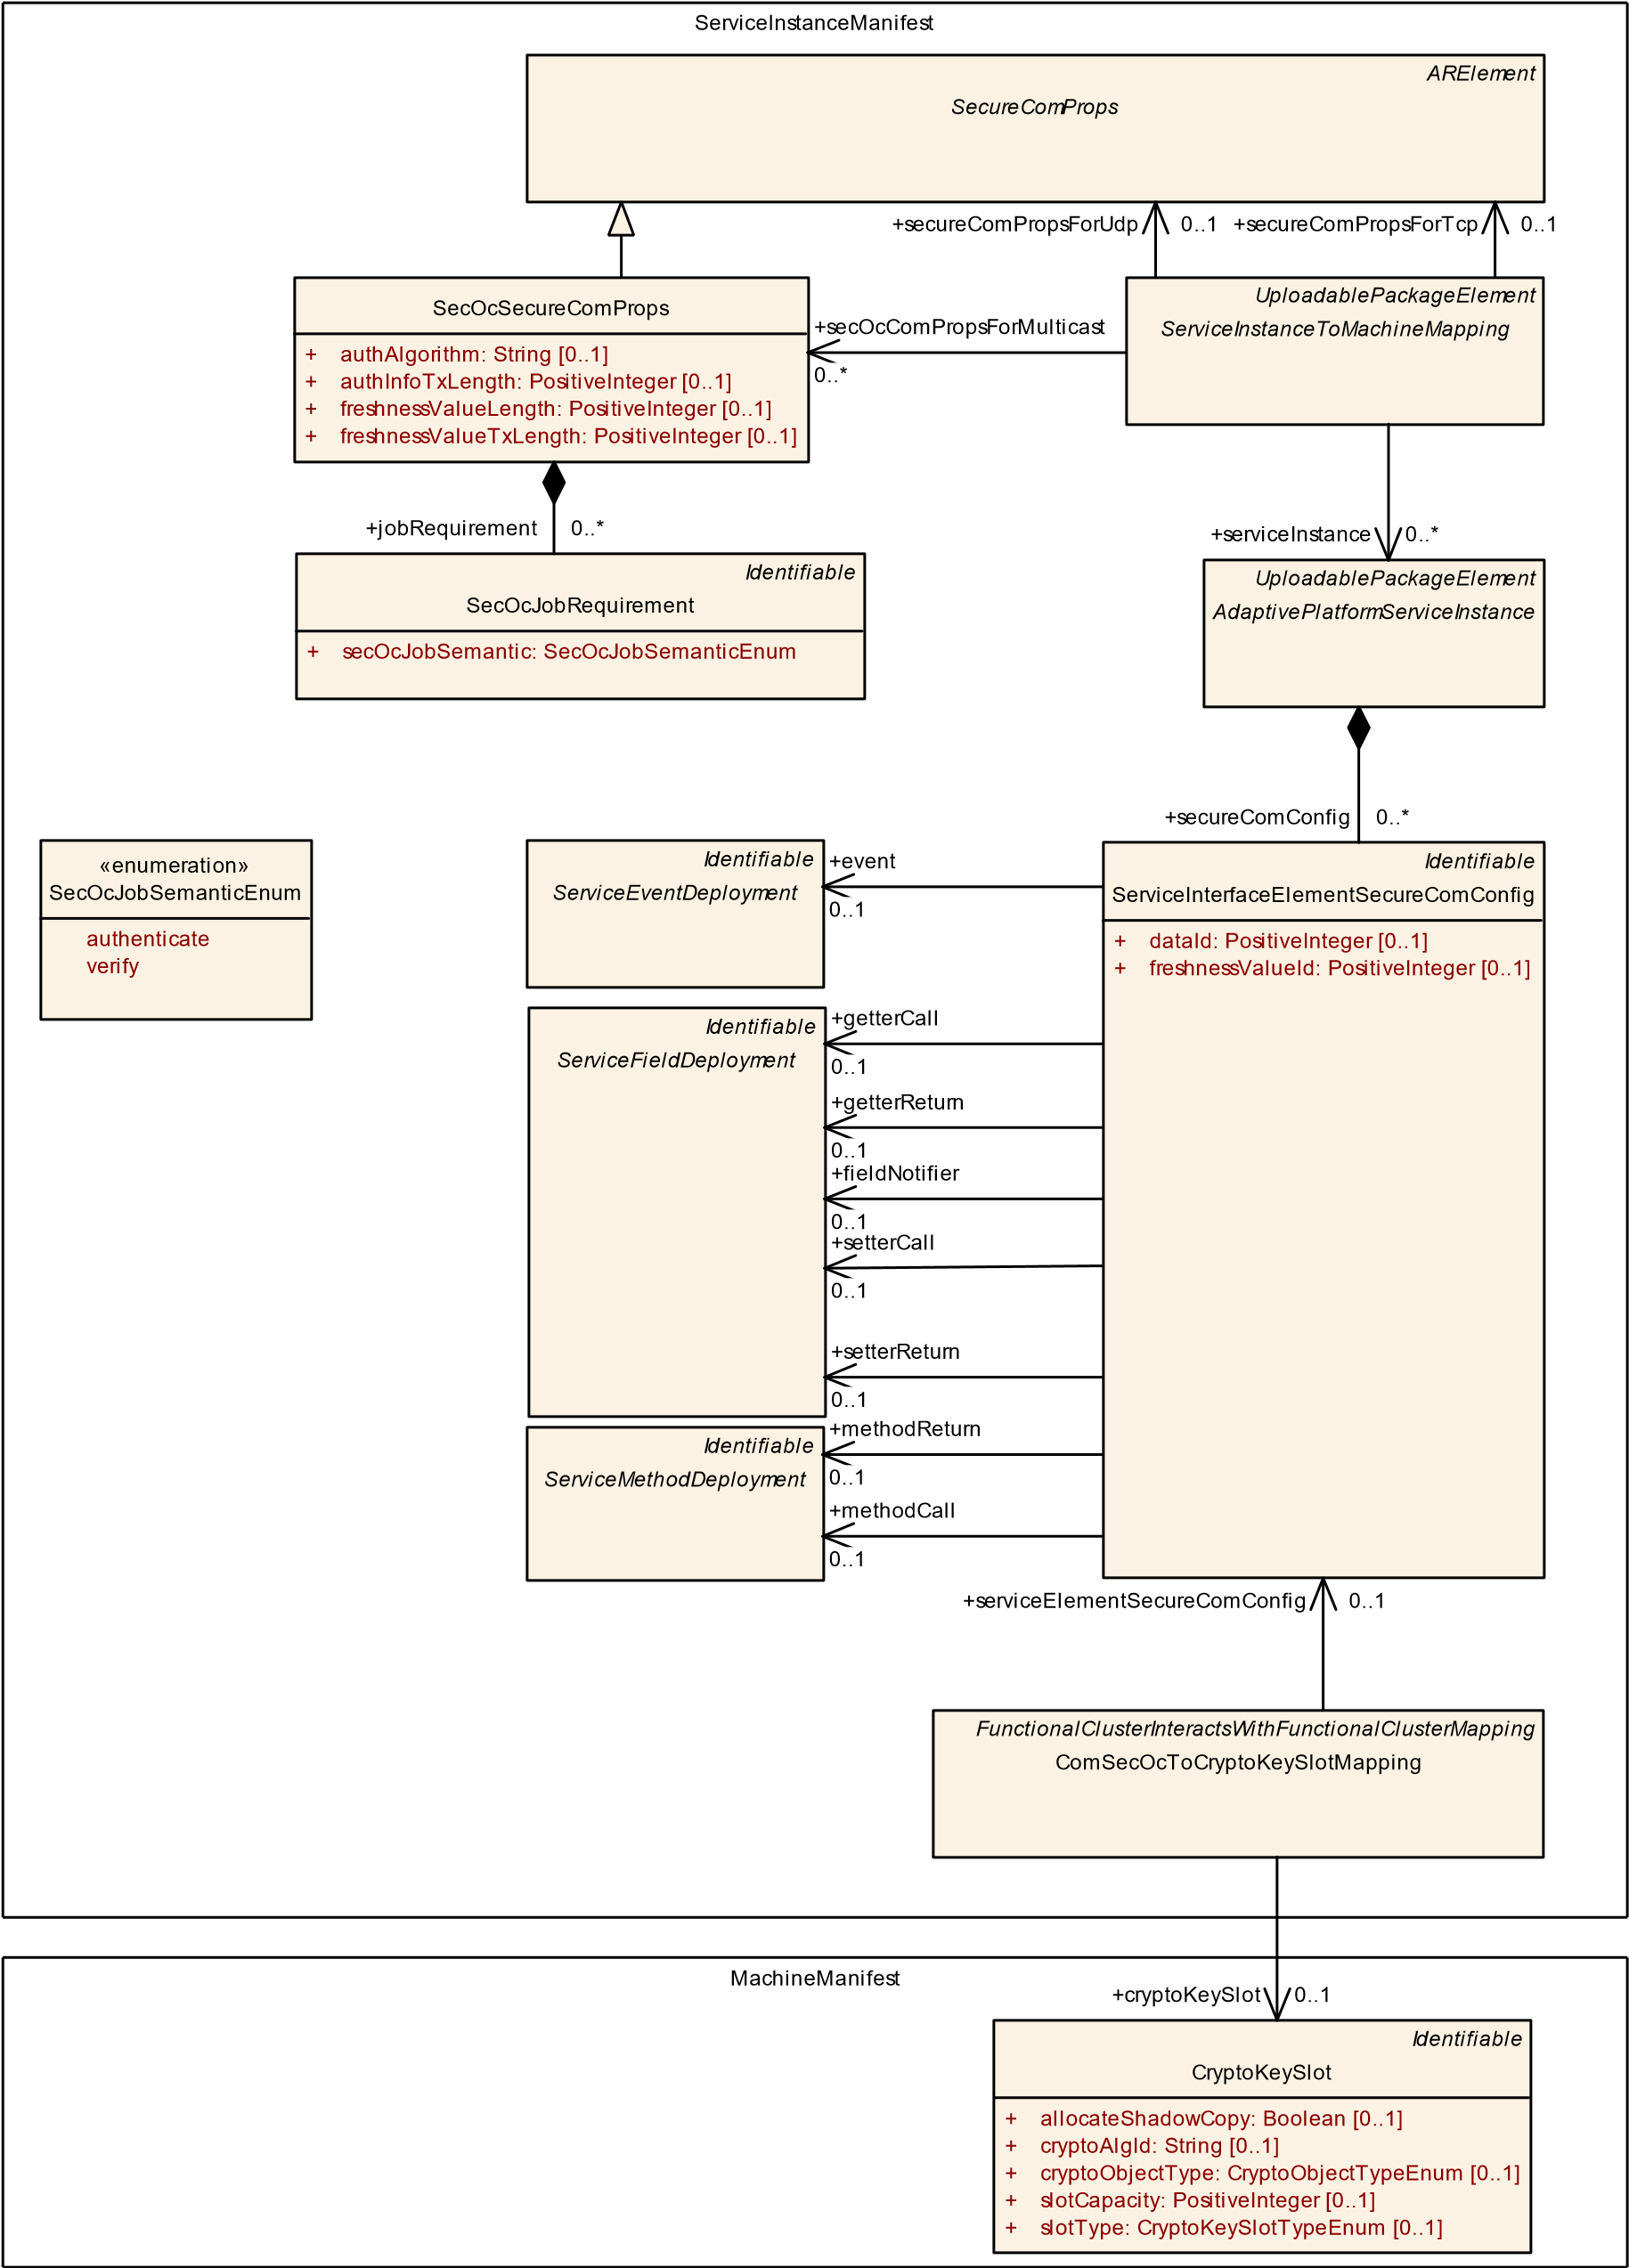 ServiceInstanceManifest
ARElement
SecureComProps
+secureComPropsForUdp 0..1 +secureComPropsForTcp 0..1
SecOcSecureComProps
+ authAlgorithm: String [0..1]
+ authInfoTxLength: PositiveInteger [0..1]
+ freshnessValueLength: PositiveInteger [0..1]
+ freshnessValueTxLength: PositiveInteger [0..1]
+secOcComPropsForMulticast
0..*
UploadablePackageElement
ServiceInstanceToMachineMapping
+jobRequirement 0..*
+serviceInstance 0..*
Identifiable
SecOcJobRequirement
+ secOcJobSemantic: SecOcJobSemanticEnum
UploadablePackageElement
AdaptivePlatformServiceInstance
+secureComConfig 0..*
«enumeration»
SecOcJobSemanticEnum
authenticate
verify
Identifiable
ServiceEventDeployment
+event
0..1
Identifiable
ServiceInterfaceElementSecureComConfig
+ dataId: PositiveInteger [0..1]
+ freshnessValueId: PositiveInteger [0..1]
Identifiable
ServiceFieldDeployment
+getterCall
0..1
+getterReturn
0..1
+fieldNotifier
0..1
+setterCall
0..1
+setterReturn
0..1
Identifiable
ServiceMethodDeployment
+methodReturn
0..1
+methodCall
0..1
+serviceElementSecureComConfig 0..1
FunctionalClusterInteractsWithFunctionalClusterMapping
ComSecOcToCryptoKeySlotMapping
MachineManifest
+cryptoKeySlot 0..1
Identifiable
CryptoKeySlot
+ allocateShadowCopy: Boolean [0..1]
+ cryptoAlgId: String [0..1]
+ cryptoObjectType: CryptoObjectTypeEnum [0..1]
+ slotCapacity: PositiveInteger [0..1]
+ slotType: CryptoKeySlotTypeEnum [0..1]